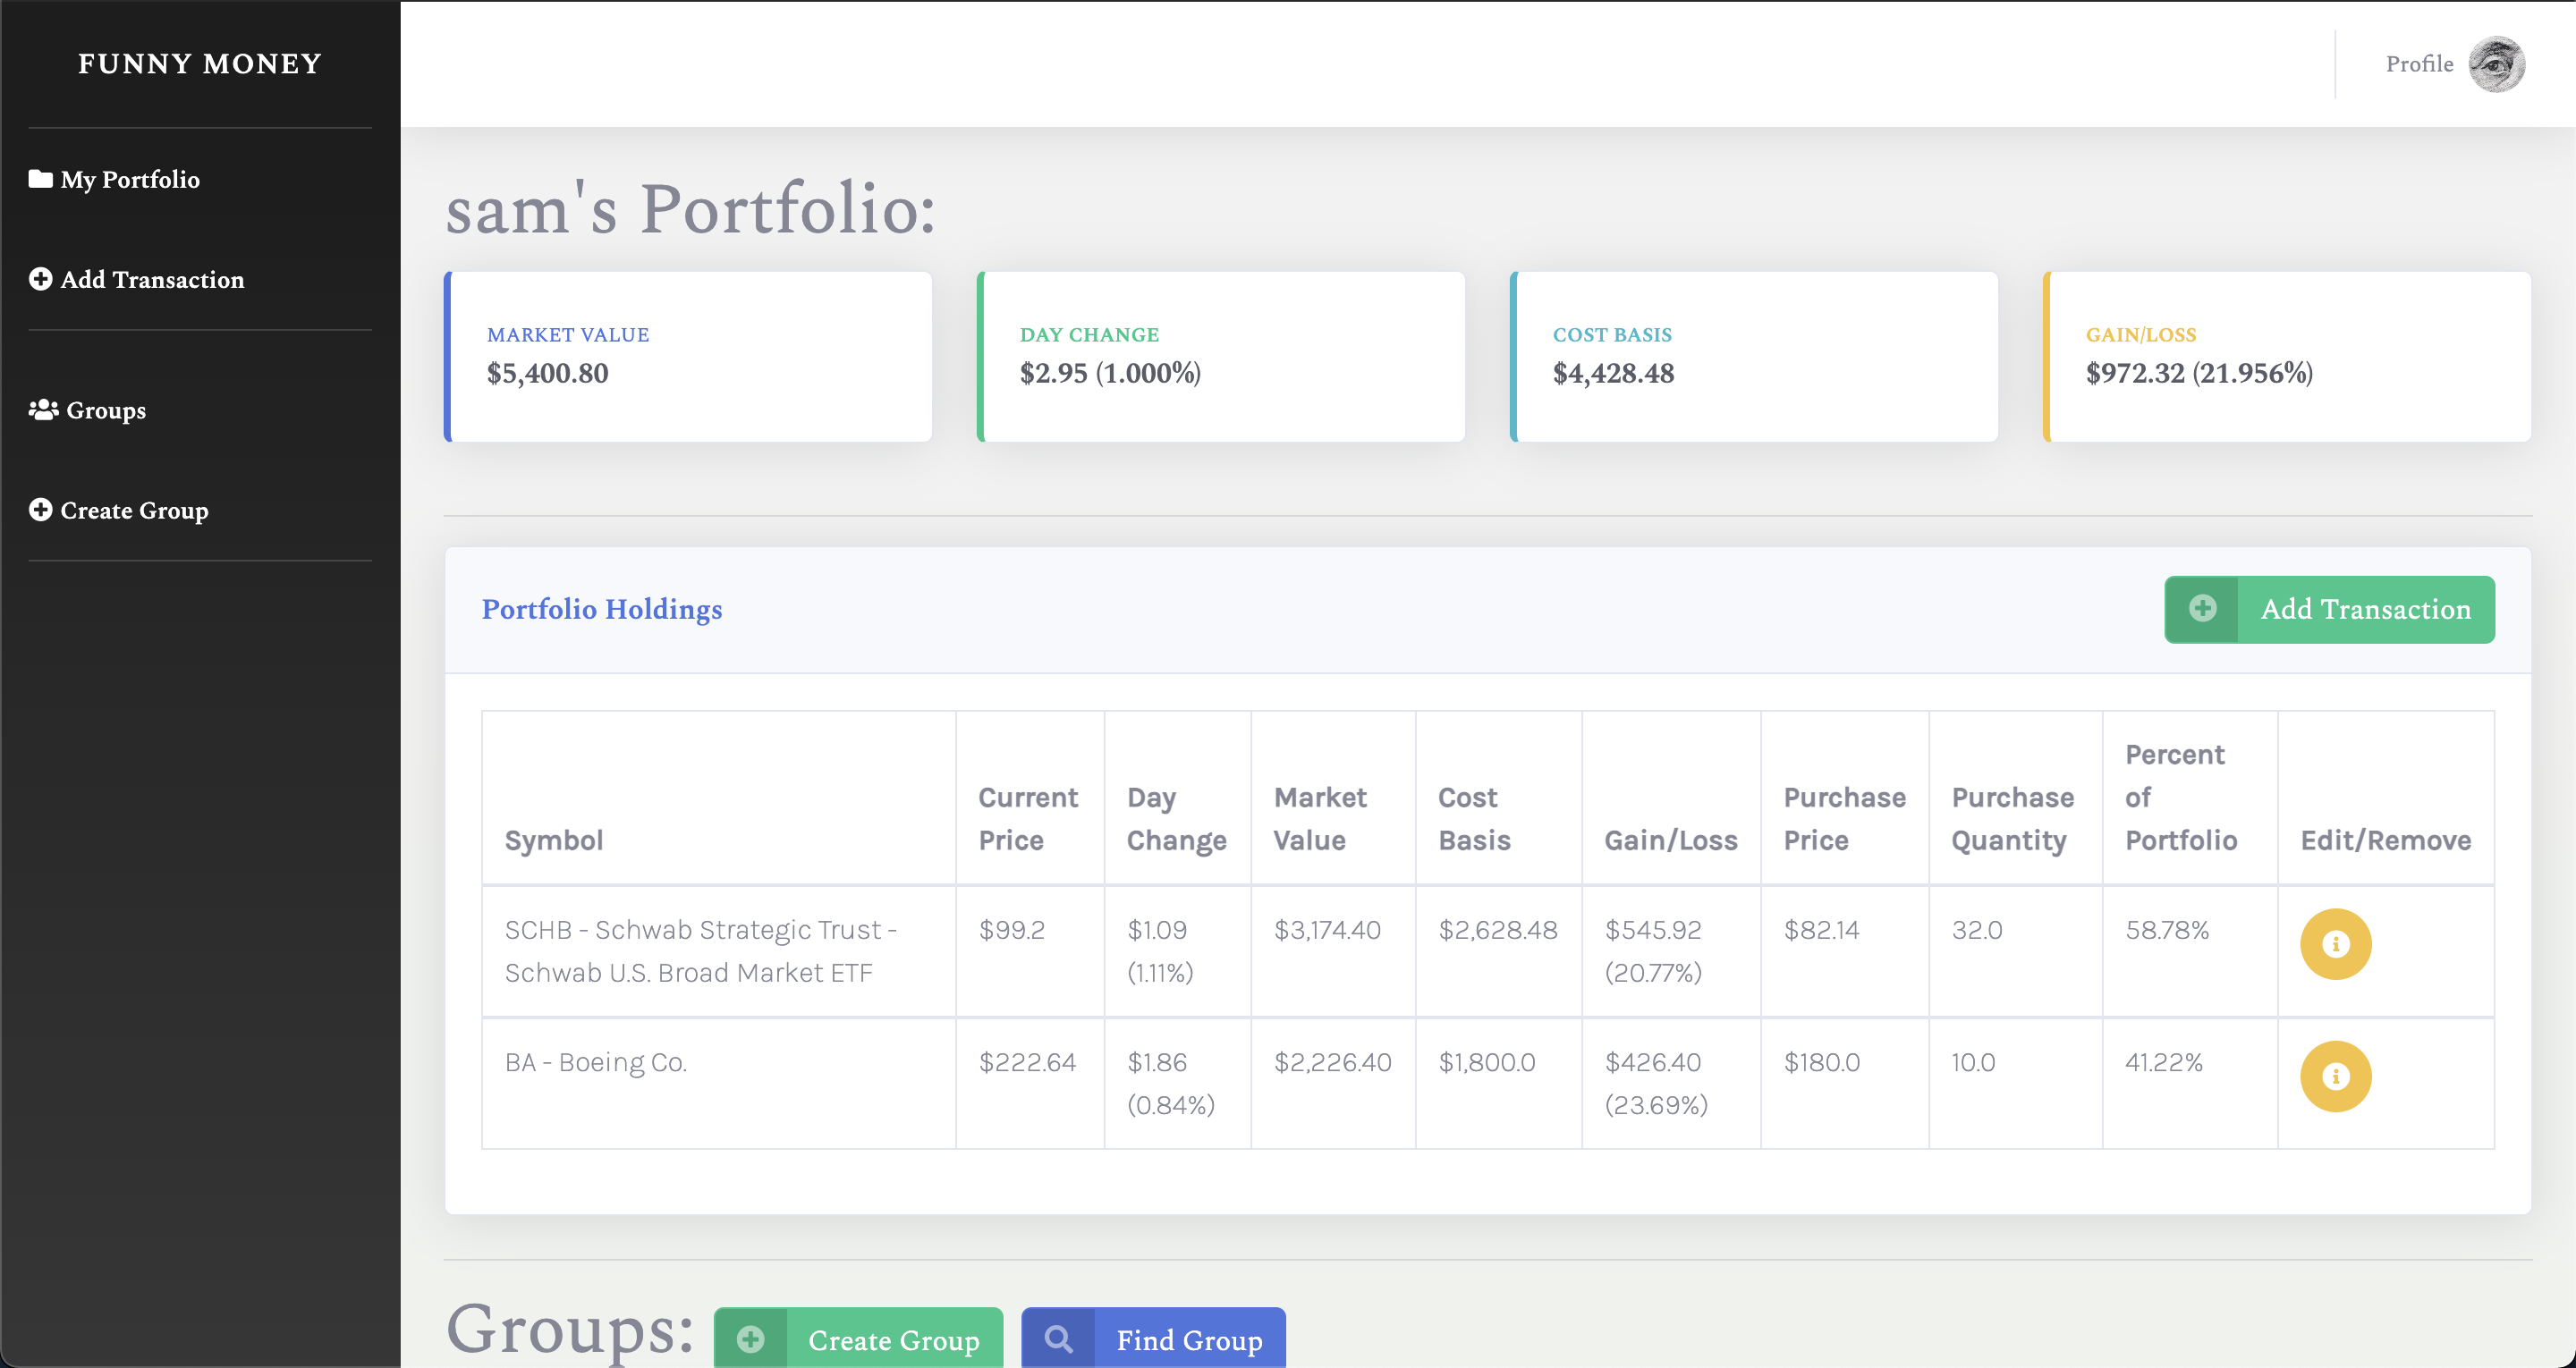 FUNNY MONEY
Profile
My Portfolio
Add Transaction
Groups
Create Group
sam's Portfolio:
MARKET VALUE
$5,400.80
DAY CHANGE
$2.95 (1.000%)
COST BASIS
$4,428.48
GAIN/LOSS
$972.32 (21.956%)
Portfolio Holdings
Add Transaction
Symbol
Current
Price
Day
Change
Market
Value
Cost
Basis
Gain/Loss
Purchase
Price
Purchase
Quantity
Percent
of
Portfolio
Edit/Remove
SCHB - Schwab Strategic Trust -
Schwab U.S. Broad Market ETF
$99.2
$1.09
(1.11%)
$3,174.40
$2,628.48
$545.92
(20.77%)
$82.14
32.0
58.78%
BA - Boeing Co.
$222.64
$1.86
(0.84%)
$2,226.40
$1,800.0
$426.40
(23.69%)
$180.0
10.0
41.22%
Groups:
Create Group
Find Group